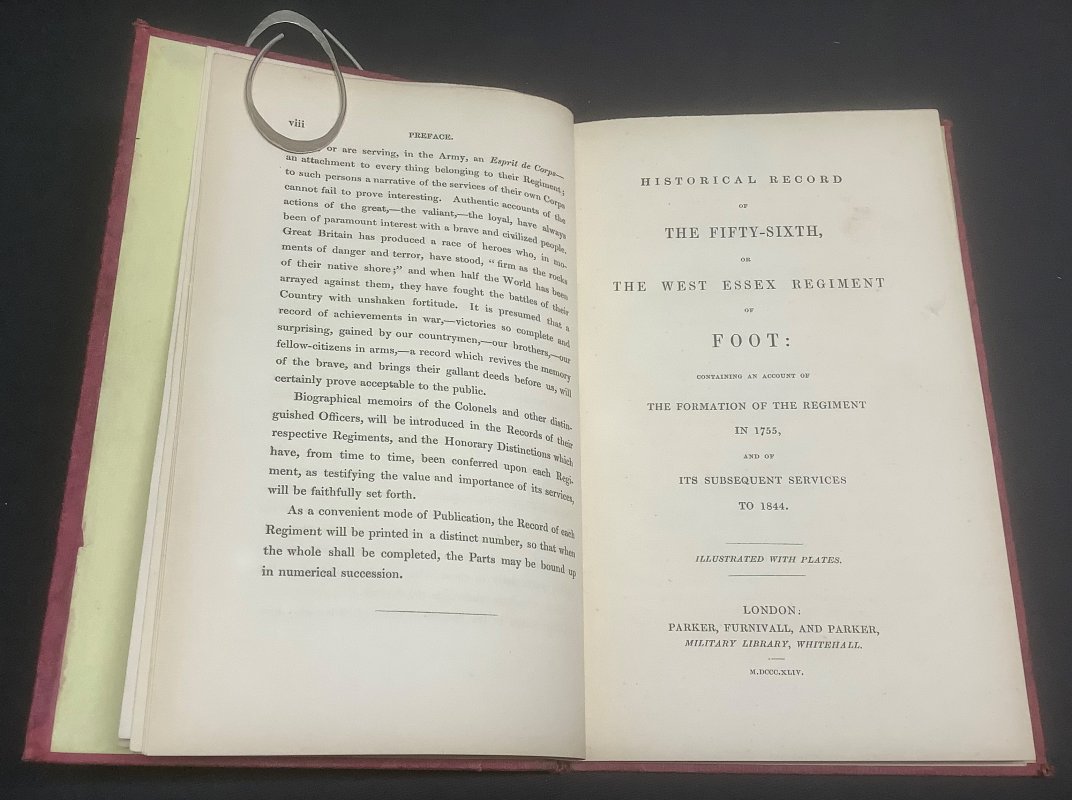 viii
PREFACE.
or are serving, in the Army, an Esprit de Corps—
an attachment to every thing belonging to their Regiment;
to such persons a narrative of the services of their own Corps
cannot fail to prove interesting. Authentic accounts of the
actions of the great,—the valiant,—the loyal, have always
been of paramount interest with a brave and civilized people.
Great Britain has produced a race of heroes who, in mo-
ments of danger and terror, have stood, “firm as the rocks
of their native shore;” and when half the World has been
arrayed against them, they have fought the battles of their
Country with unshaken fortitude. It is presumed that a
record of achievements in war,—victories so complete and
surprising, gained by our countrymen,—our brothers,—our
fellow-citizens in arms,—a record which revives the memory
of the brave, and brings their gallant deeds before us, will
certainly prove acceptable to the public.
Biographical memoirs of the Colonels and other distin-
guished Officers, will be introduced in the Records of their
respective Regiments, and the Honorary Distinctions which
have, from time to time, been conferred upon each Regi-
ment, as testifying the value and importance of its services,
will be faithfully set forth.
As a convenient mode of Publication, the Record of each
Regiment will be printed in a distinct number, so that when
the whole shall be completed, the Parts may be bound up
in numerical succession.
HISTORICAL RECORD
OF
THE FIFTY-SIXTH,
OR
THE WEST ESSEX REGIMENT
OF
FOOT:
CONTAINING AN ACCOUNT OF
THE FORMATION OF THE REGIMENT
IN 1755,
AND OF
ITS SUBSEQUENT SERVICES
TO 1844.
ILLUSTRATED WITH PLATES.
LONDON:
PARKER, FURNIVALL, AND PARKER,
MILITARY LIBRARY, WHITEHALL.
M.DCCC.XLIV.